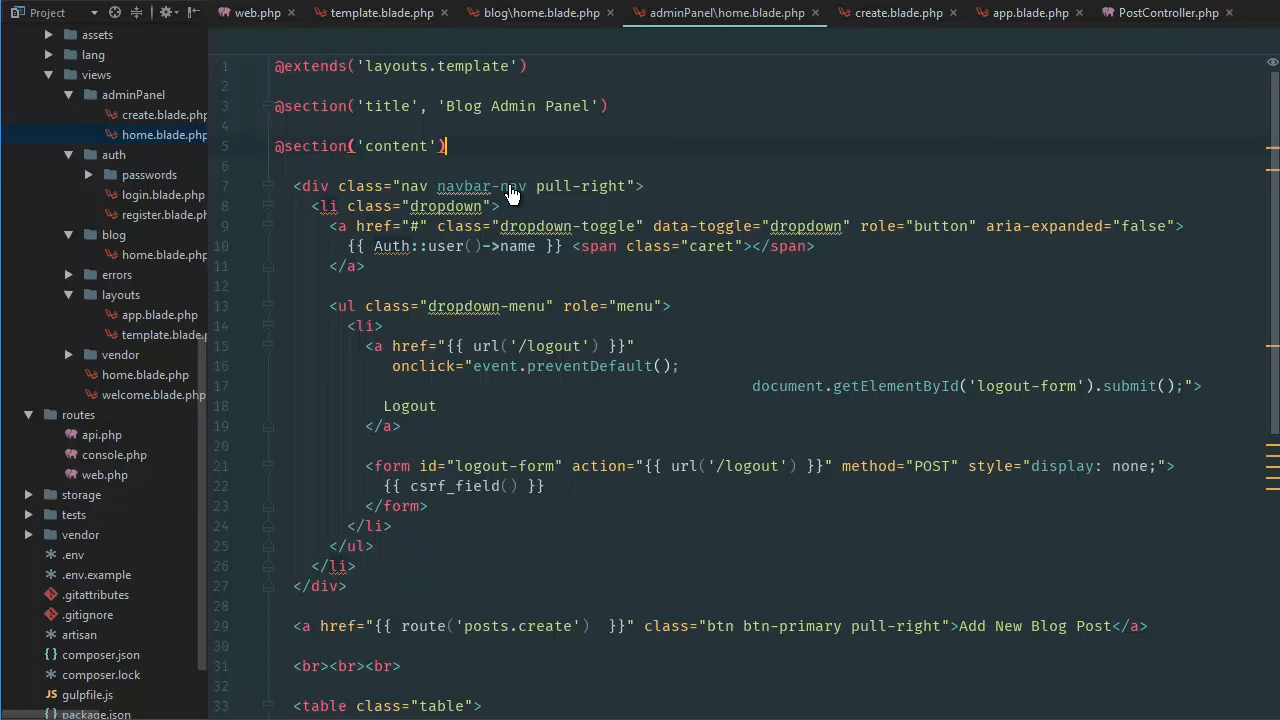 Project
web.php
template.blade.php
blog\home.blade.php
adminPanel\home.blade.php
create.blade.php
app.blade.php
PostController.php
assets
lang
views
adminPanel
create.blade.php
home.blade.php
auth
passwords
login.blade.php
register.blade.php
blog
home.blade.php
errors
layouts
app.blade.php
template.blade.p
vendor
home.blade.php
welcome.blade.php
routes
api.php
console.php
web.php
storage
tests
vendor
.env
.env.example
.gitattributes
.gitignore
artisan
composer.json
composer.lock
gulpfile.js
package.json
1 @extends('layouts.template')
2
3 @section('title', 'Blog Admin Panel')
4
5 @section('content')
6
7 <div class="nav navbar-nav pull-right">
8 <li class="dropdown">
9 <a href="#" class="dropdown-toggle" data-toggle="dropdown" role="button" aria-expanded="false">
10 {{ Auth::user()->name }} <span class="caret"></span>
11 </a>
12
13 <ul class="dropdown-menu" role="menu">
14 <li>
15 <a href="{{ url('/logout') }}"
16 onclick="event.preventDefault();
17 document.getElementById('logout-form').submit();">
18 Logout
19 </a>
20
21 <form id="logout-form" action="{{ url('/logout') }}" method="POST" style="display: none;">
22 {{ csrf_field() }}
23 </form>
24 </li>
25 </ul>
26 </li>
27 </div>
28
29 <a href="{{ route('posts.create')  }}" class="btn btn-primary pull-right">Add New Blog Post</a>
30
31 <br><br><br>
32
33 <table class="table">